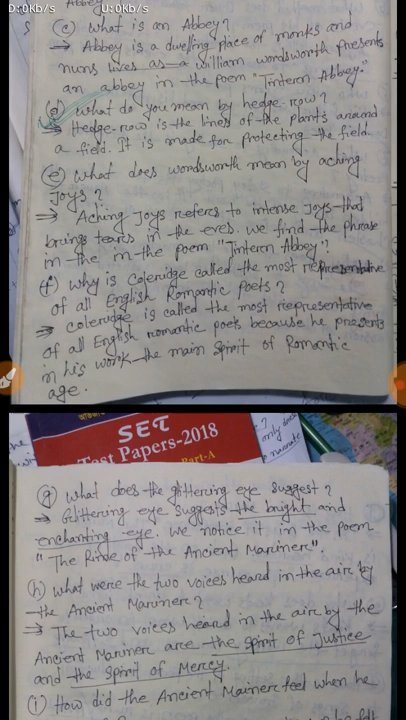 D:0Kb/s U:0Kb/s
(c) what is an Abbey?
⇒ Abbey is a dwelling place of monks and
nuns lives as a william wordsworth presents
an abbey in the poem "Tintern Abbey."
(d) what do you mean by hedge-row?
⇒ Hedge-row is the lines of the plants around
a field. It is made for protecting the field.
(e) what does wordsworth mean by aching
Joys?
⇒ Aching Joys refers to intense Joys that
brings tears in the eyes. we find the phrase
in the in the poem "Tintern Abbey"?
(f) why is Coleridge called the most representative
of all English Romantic poets?
⇒ coleridge is called the most representative
of all English romantic poets because he presents
in his work the main spirit of Romantic
age.
SET
Test Papers-2018
Part-A
(g) what does the glittering eye suggest?
⇒ Glittering eye suggests the bright and
enchanting eye. we notice it in the poem
"The Rime of the Ancient Mariner".
(h) what were the two voices heard in the air by
the Ancient Mariner?
⇒ The two voices heard in the air by the
Ancient Mariner are the spirit of Justice
and the spirit of Mercy.
(i) How did the Ancient Mainer feel when he